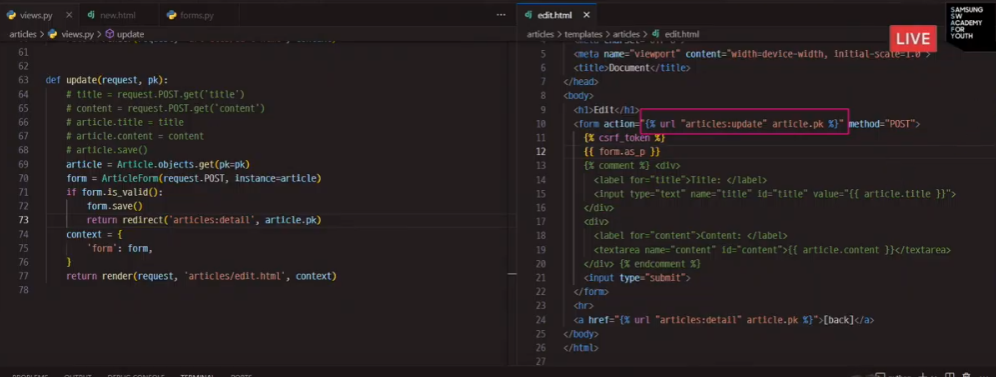 views.py
new.html
forms.py
articles > views.py > update
61
62
63 def update(request, pk):
64 # title = request.POST.get('title')
65 # content = request.POST.get('content')
66 # article.title = title
67 # article.content = content
68 # article.save()
69 article = Article.objects.get(pk=pk)
70 form = ArticleForm(request.POST, instance=article)
71 if form.is_valid():
72 form.save()
73 return redirect('articles:detail', article.pk)
74 context = {
75 'form': form,
76 }
77 return render(request, 'articles/edit.html', context)
78
edit.html
LIVE
SAMSUNG
SW
ACADEMY
FOR
YOUTH
articles > templates > articles > edit.html
5 <meta name="viewport" content="width=device-width, initial-scale=1.0">
6 <title>Document</title>
7 </head>
8 <body>
9 <h1>Edit</h1>
10 <form action="{% url "articles:update" article.pk %}" method="POST">
11 {% csrf_token %}
12 {{ form.as_p }}
13 {% comment %} <div>
14 <label for="title">Title: </label>
15 <input type="text" name="title" id="title" value="{{ article.title }}">
16 </div>
17 <div>
18 <label for="content">Content: </label>
19 <textarea name="content" id="content">{{ article.content }}</textarea>
20 </div> {% endcomment %}
21 <input type="submit">
22 </form>
23 <hr>
24 <a href="{% url "articles:detail" article.pk %}">[back]</a>
25 </body>
26 </html>
27